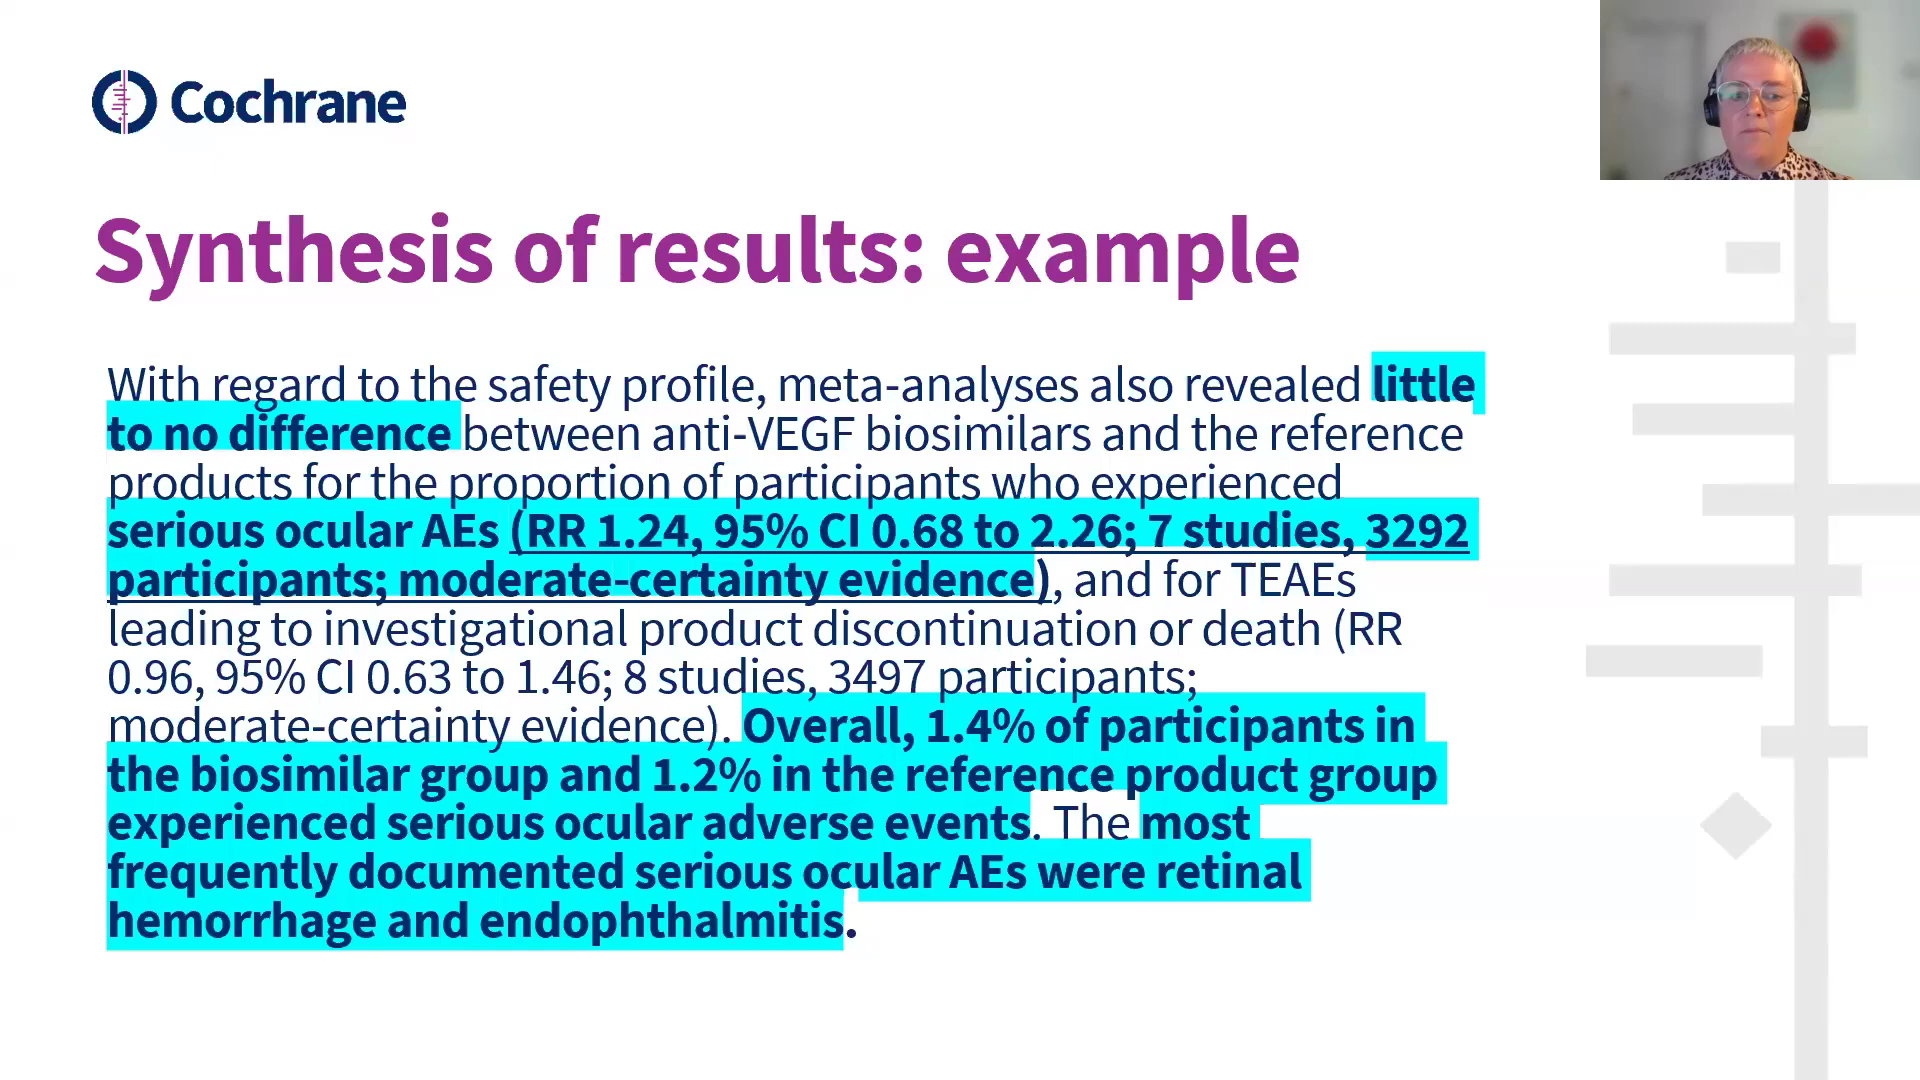 Cochrane
Synthesis of results: example
With regard to the safety profile, meta-analyses also revealed little
to no difference between anti-VEGF biosimilars and the reference
products for the proportion of participants who experienced
serious ocular AEs (RR 1.24, 95% CI 0.68 to 2.26; 7 studies, 3292
participants; moderate-certainty evidence), and for TEAEs
leading to investigational product discontinuation or death (RR
0.96, 95% CI 0.63 to 1.46; 8 studies, 3497 participants;
moderate-certainty evidence). Overall, 1.4% of participants in
the biosimilar group and 1.2% in the reference product group
experienced serious ocular adverse events. The most
frequently documented serious ocular AEs were retinal
hemorrhage and endophthalmitis.